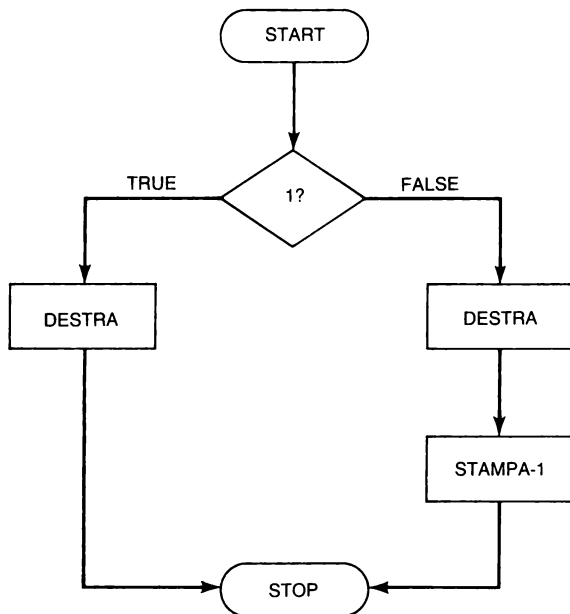 START
TRUE
1?
FALSE
DESTRA
DESTRA
STAMPA-1
STOP